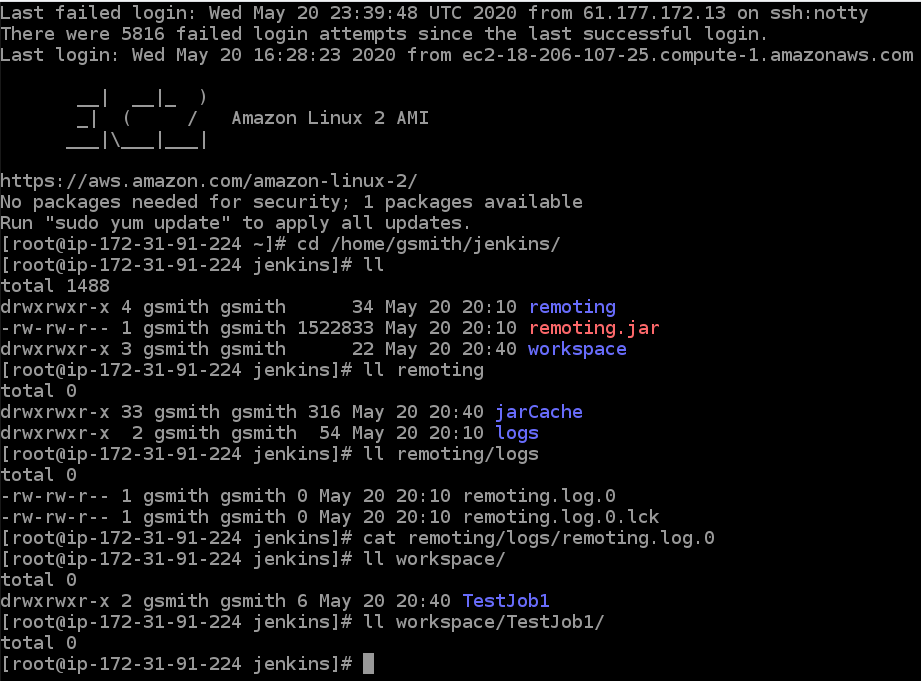 Last failed login: Wed May 20 23:39:48 UTC 2020 from 61.177.172.13 on ssh:notty
There were 5816 failed login attempts since the last successful login.
Last login: Wed May 20 16:28:23 2020 from ec2-18-206-107-25.compute-1.amazonaws.com
       __|  __|_  )
       _|  (     /   Amazon Linux 2 AMI
      ___|\___|___|
https://aws.amazon.com/amazon-linux-2/
No packages needed for security; 1 packages available
Run "sudo yum update" to apply all updates.
[root@ip-172-31-91-224 ~]# cd /home/gsmith/jenkins/
[root@ip-172-31-91-224 jenkins]# ll
total 1488
drwxrwxr-x 4 gsmith gsmith      34 May 20 20:10 remoting
-rw-rw-r-- 1 gsmith gsmith 1522833 May 20 20:10 remoting.jar
drwxrwxr-x 3 gsmith gsmith      22 May 20 20:40 workspace
[root@ip-172-31-91-224 jenkins]# ll remoting
total 0
drwxrwxr-x 33 gsmith gsmith 316 May 20 20:40 jarCache
drwxrwxr-x  2 gsmith gsmith  54 May 20 20:10 logs
[root@ip-172-31-91-224 jenkins]# ll remoting/logs
total 0
-rw-rw-r-- 1 gsmith gsmith 0 May 20 20:10 remoting.log.0
-rw-rw-r-- 1 gsmith gsmith 0 May 20 20:10 remoting.log.0.lck
[root@ip-172-31-91-224 jenkins]# cat remoting/logs/remoting.log.0
[root@ip-172-31-91-224 jenkins]# ll workspace/
total 0
drwxrwxr-x 2 gsmith gsmith 6 May 20 20:40 TestJob1
[root@ip-172-31-91-224 jenkins]# ll workspace/TestJob1/
total 0
[root@ip-172-31-91-224 jenkins]#